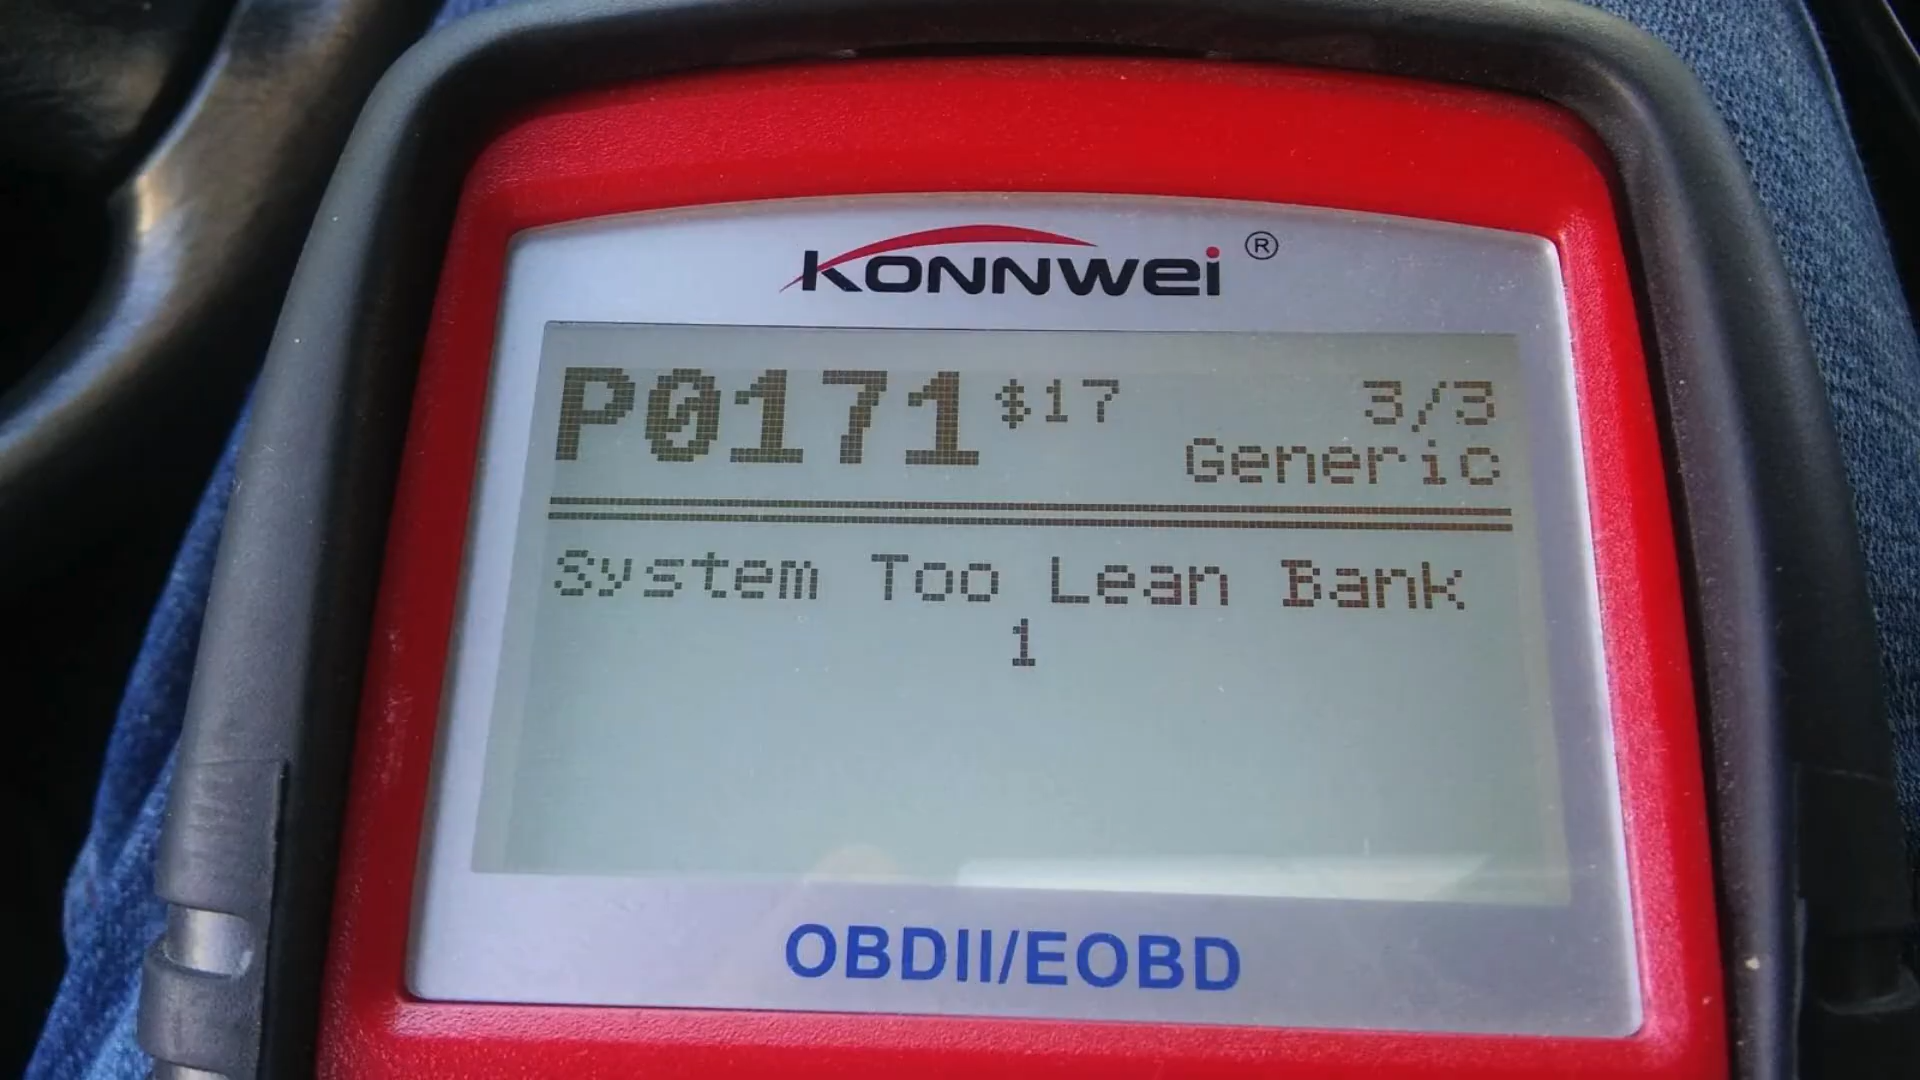 KONNWEI ®
P0171 $17 3/3
Generic
System Too Lean Bank
1
OBDII/EOBD